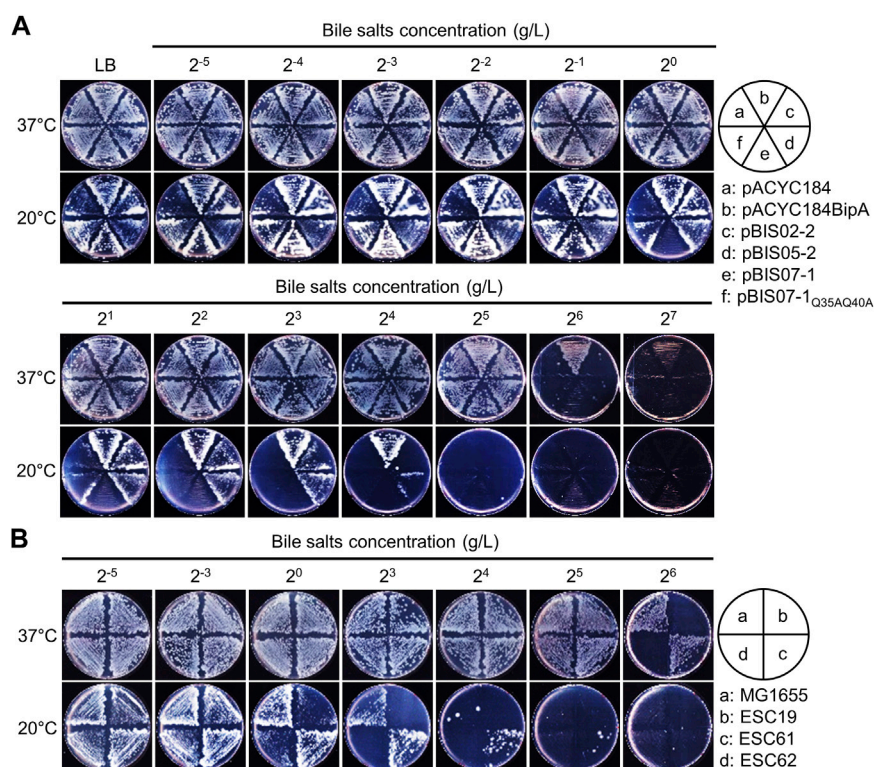 A
Bile salts concentration (g/L)
LB 2-5 2-4 2-3 2-2 2-1 20
37°C
20°C
a b c d e f
a: pACYC184
b: pACYC184BipA
c: pBIS02-2
d: pBIS05-2
e: pBIS07-1
f: pBIS07-1Q35AQ40A
Bile salts concentration (g/L)
21 22 23 24 25 26 27
37°C
20°C
B
Bile salts concentration (g/L)
2-5 2-3 20 23 24 25 26
37°C
20°C
a b
d c
a: MG1655
b: ESC19
c: ESC61
d: ESC62